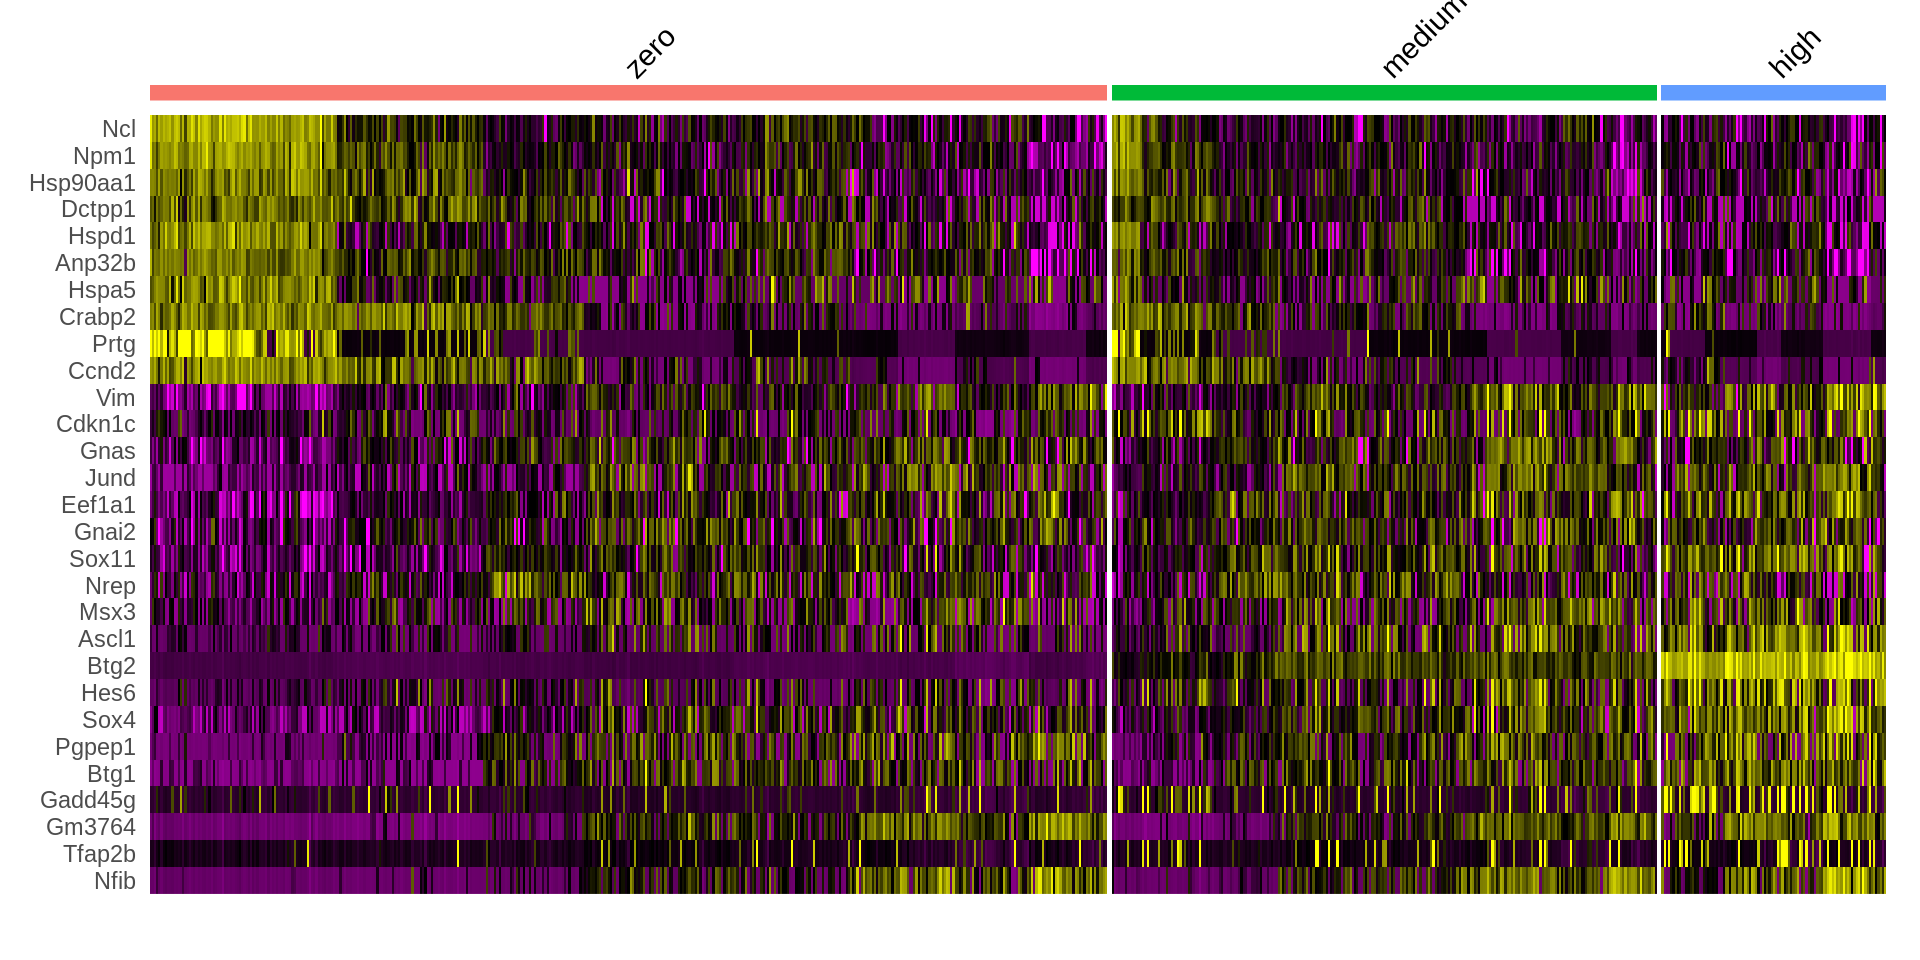 zero
medium
high
Ncl
Npm1
Hsp90aa1
Dctpp1
Hspd1
Anp32b
Hspa5
Crabp2
Prtg
Ccnd2
Vim
Cdkn1c
Gnas
Jund
Eef1a1
Gnai2
Sox11
Nrep
Msx3
Ascl1
Btg2
Hes6
Sox4
Pgpep1
Btg1
Gadd45g
Gm3764
Tfap2b
Nfib